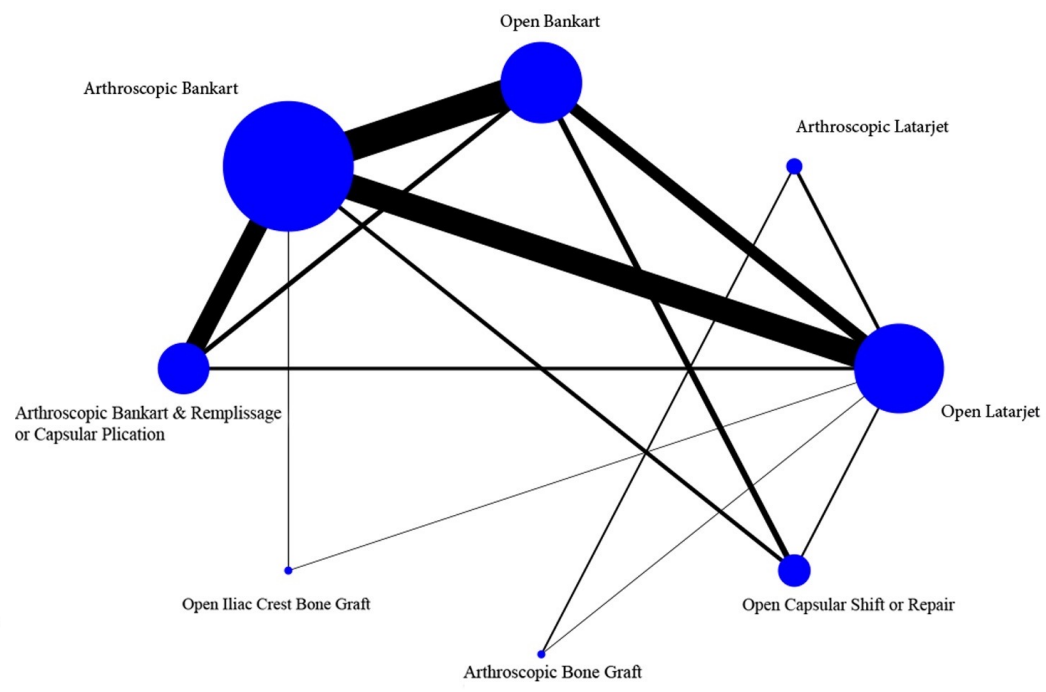 Open Bankart
Arthroscopic Bankart
Arthroscopic Latarjet
Open Latarjet
Arthroscopic Bankart & Remplissage
or Capsular Plication
Open Iliac Crest Bone Graft
Open Capsular Shift or Repair
Arthroscopic Bone Graft